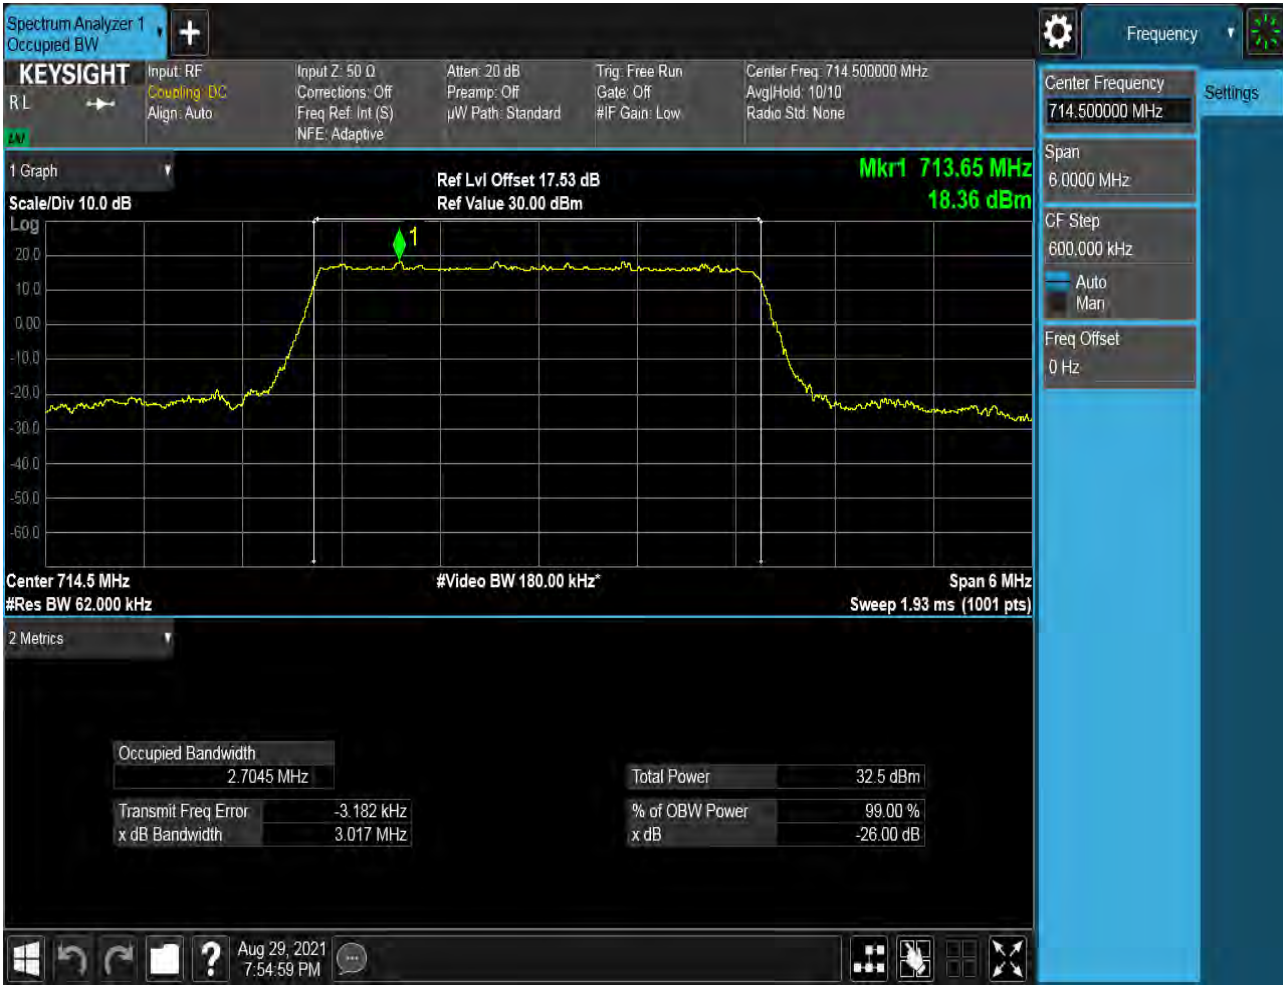 Spectrum Analyzer 1
Occupied BW
Frequency
KEYSIGHT
R L
Input: RF
Coupling: DC
Align: Auto
Input Z: 50 Ω
Corrections: Off
Freq Ref: Int (S)
NFE: Adaptive
Atten: 20 dB
Preamp: Off
µW Path: Standard
Trig: Free Run
Gate: Off
#IF Gain: Low
Center Freq: 714.500000 MHz
Avg|Hold: 10/10
Radio Std: None
Center Frequency
714.500000 MHz
Settings
Span
6.0000 MHz
CF Step
600.000 kHz
Auto
Man
Freq Offset
0 Hz
1 Graph
Scale/Div 10.0 dB
Ref Lvl Offset 17.53 dB
Ref Value 30.00 dBm
Mkr1 713.65 MHz
18.36 dBm
Log
1
20.0
10.0
0.00
-10.0
-20.0
-30.0
-40.0
-50.0
-60.0
Center 714.5 MHz
#Video BW 180.00 kHz*
Span 6 MHz
#Res BW 62.000 kHz
Sweep 1.93 ms (1001 pts)
2 Metrics
Occupied Bandwidth
2.7045 MHz
Total Power 32.5 dBm
Transmit Freq Error -3.182 kHz
% of OBW Power 99.00 %
x dB Bandwidth 3.017 MHz
x dB -26.00 dB
?
Aug 29, 2021
7:54:59 PM